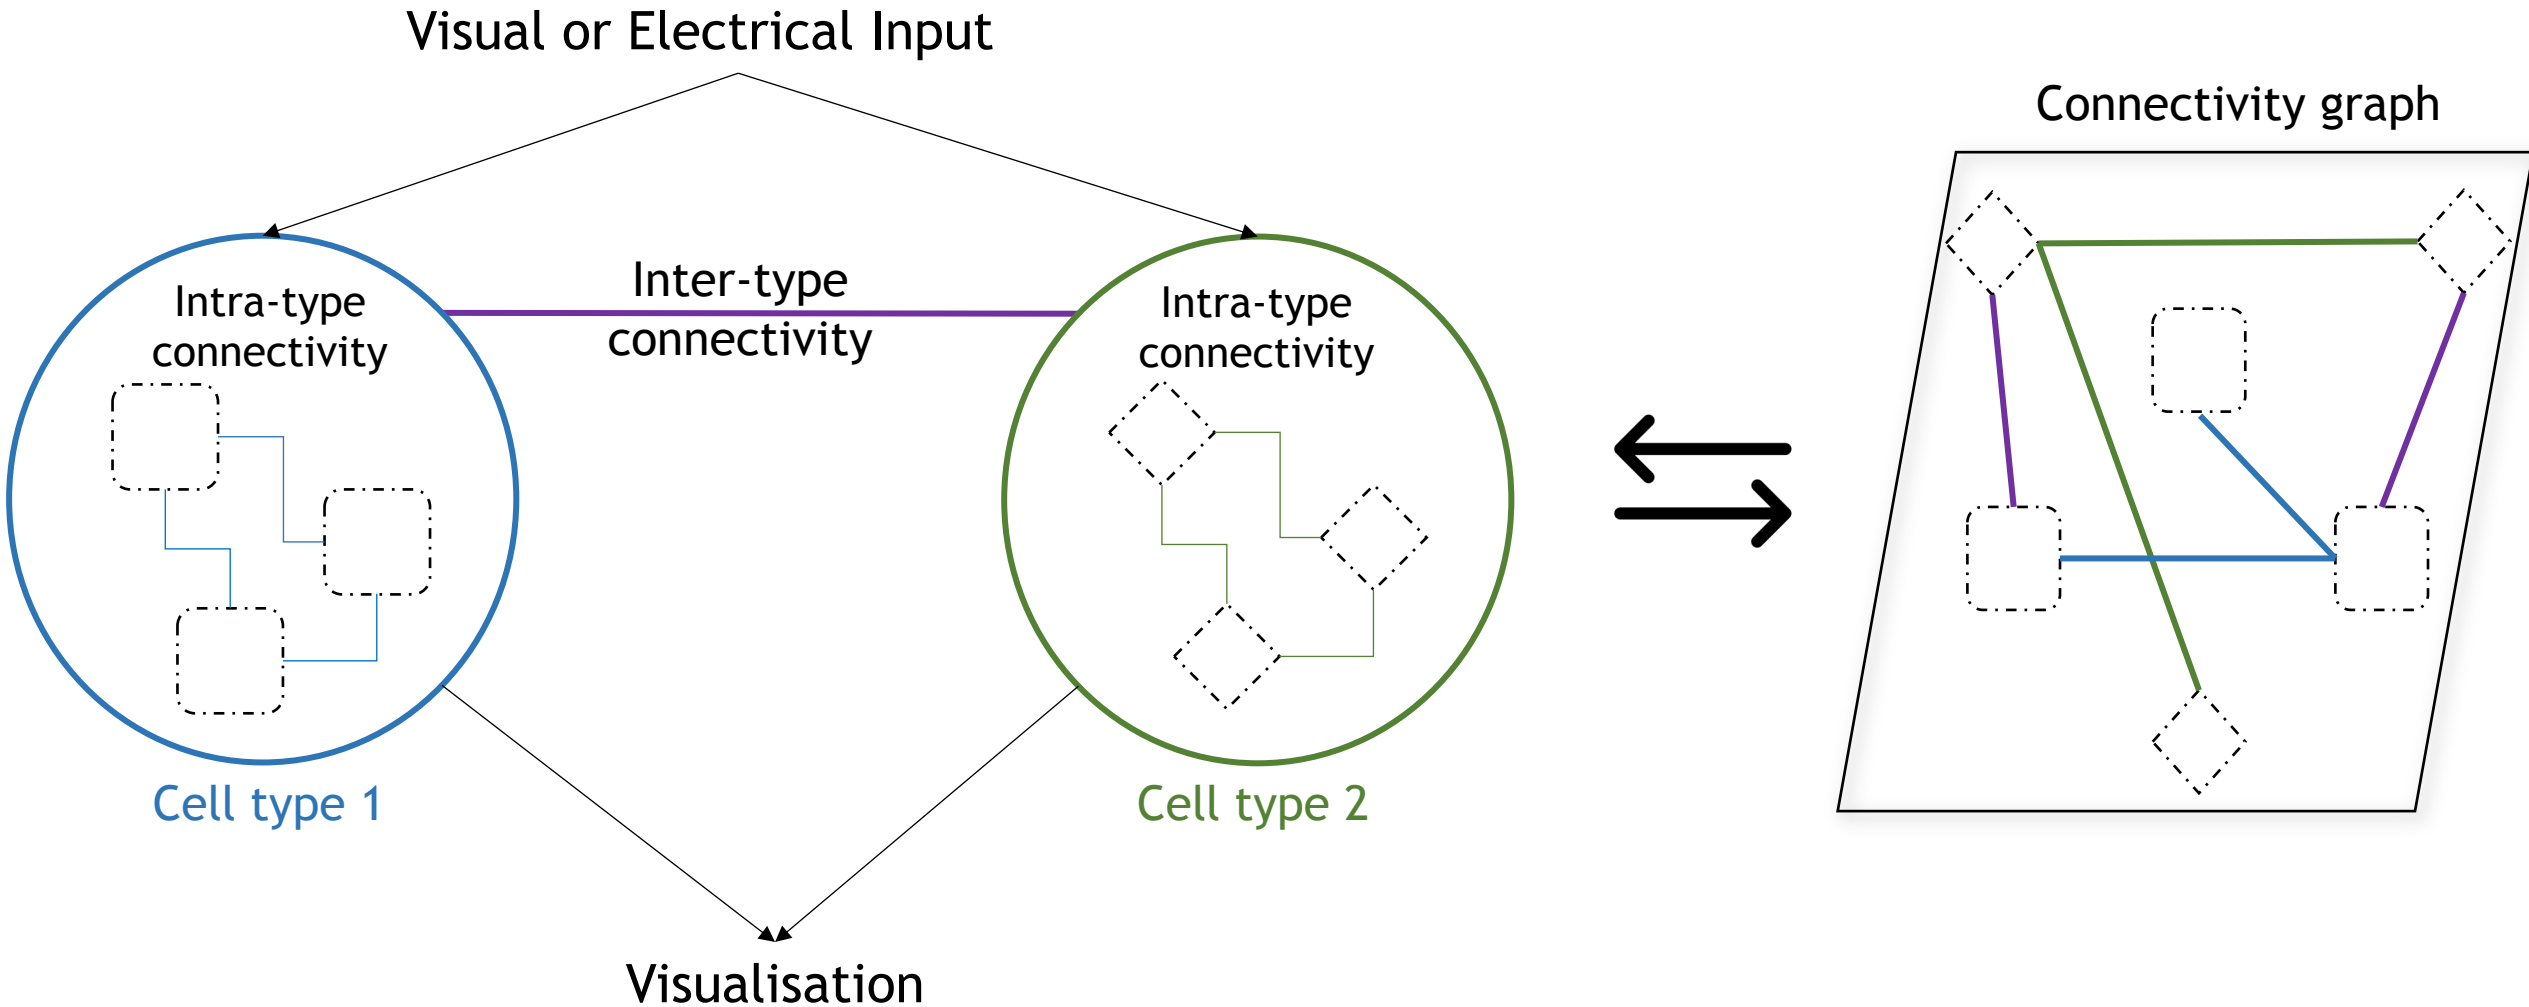 Visual or Electrical Input
Connectivity graph
Inter-type
connectivity
Intra-type
connectivity
Intra-type
connectivity
Cell type 1
Cell type 2
Visualisation